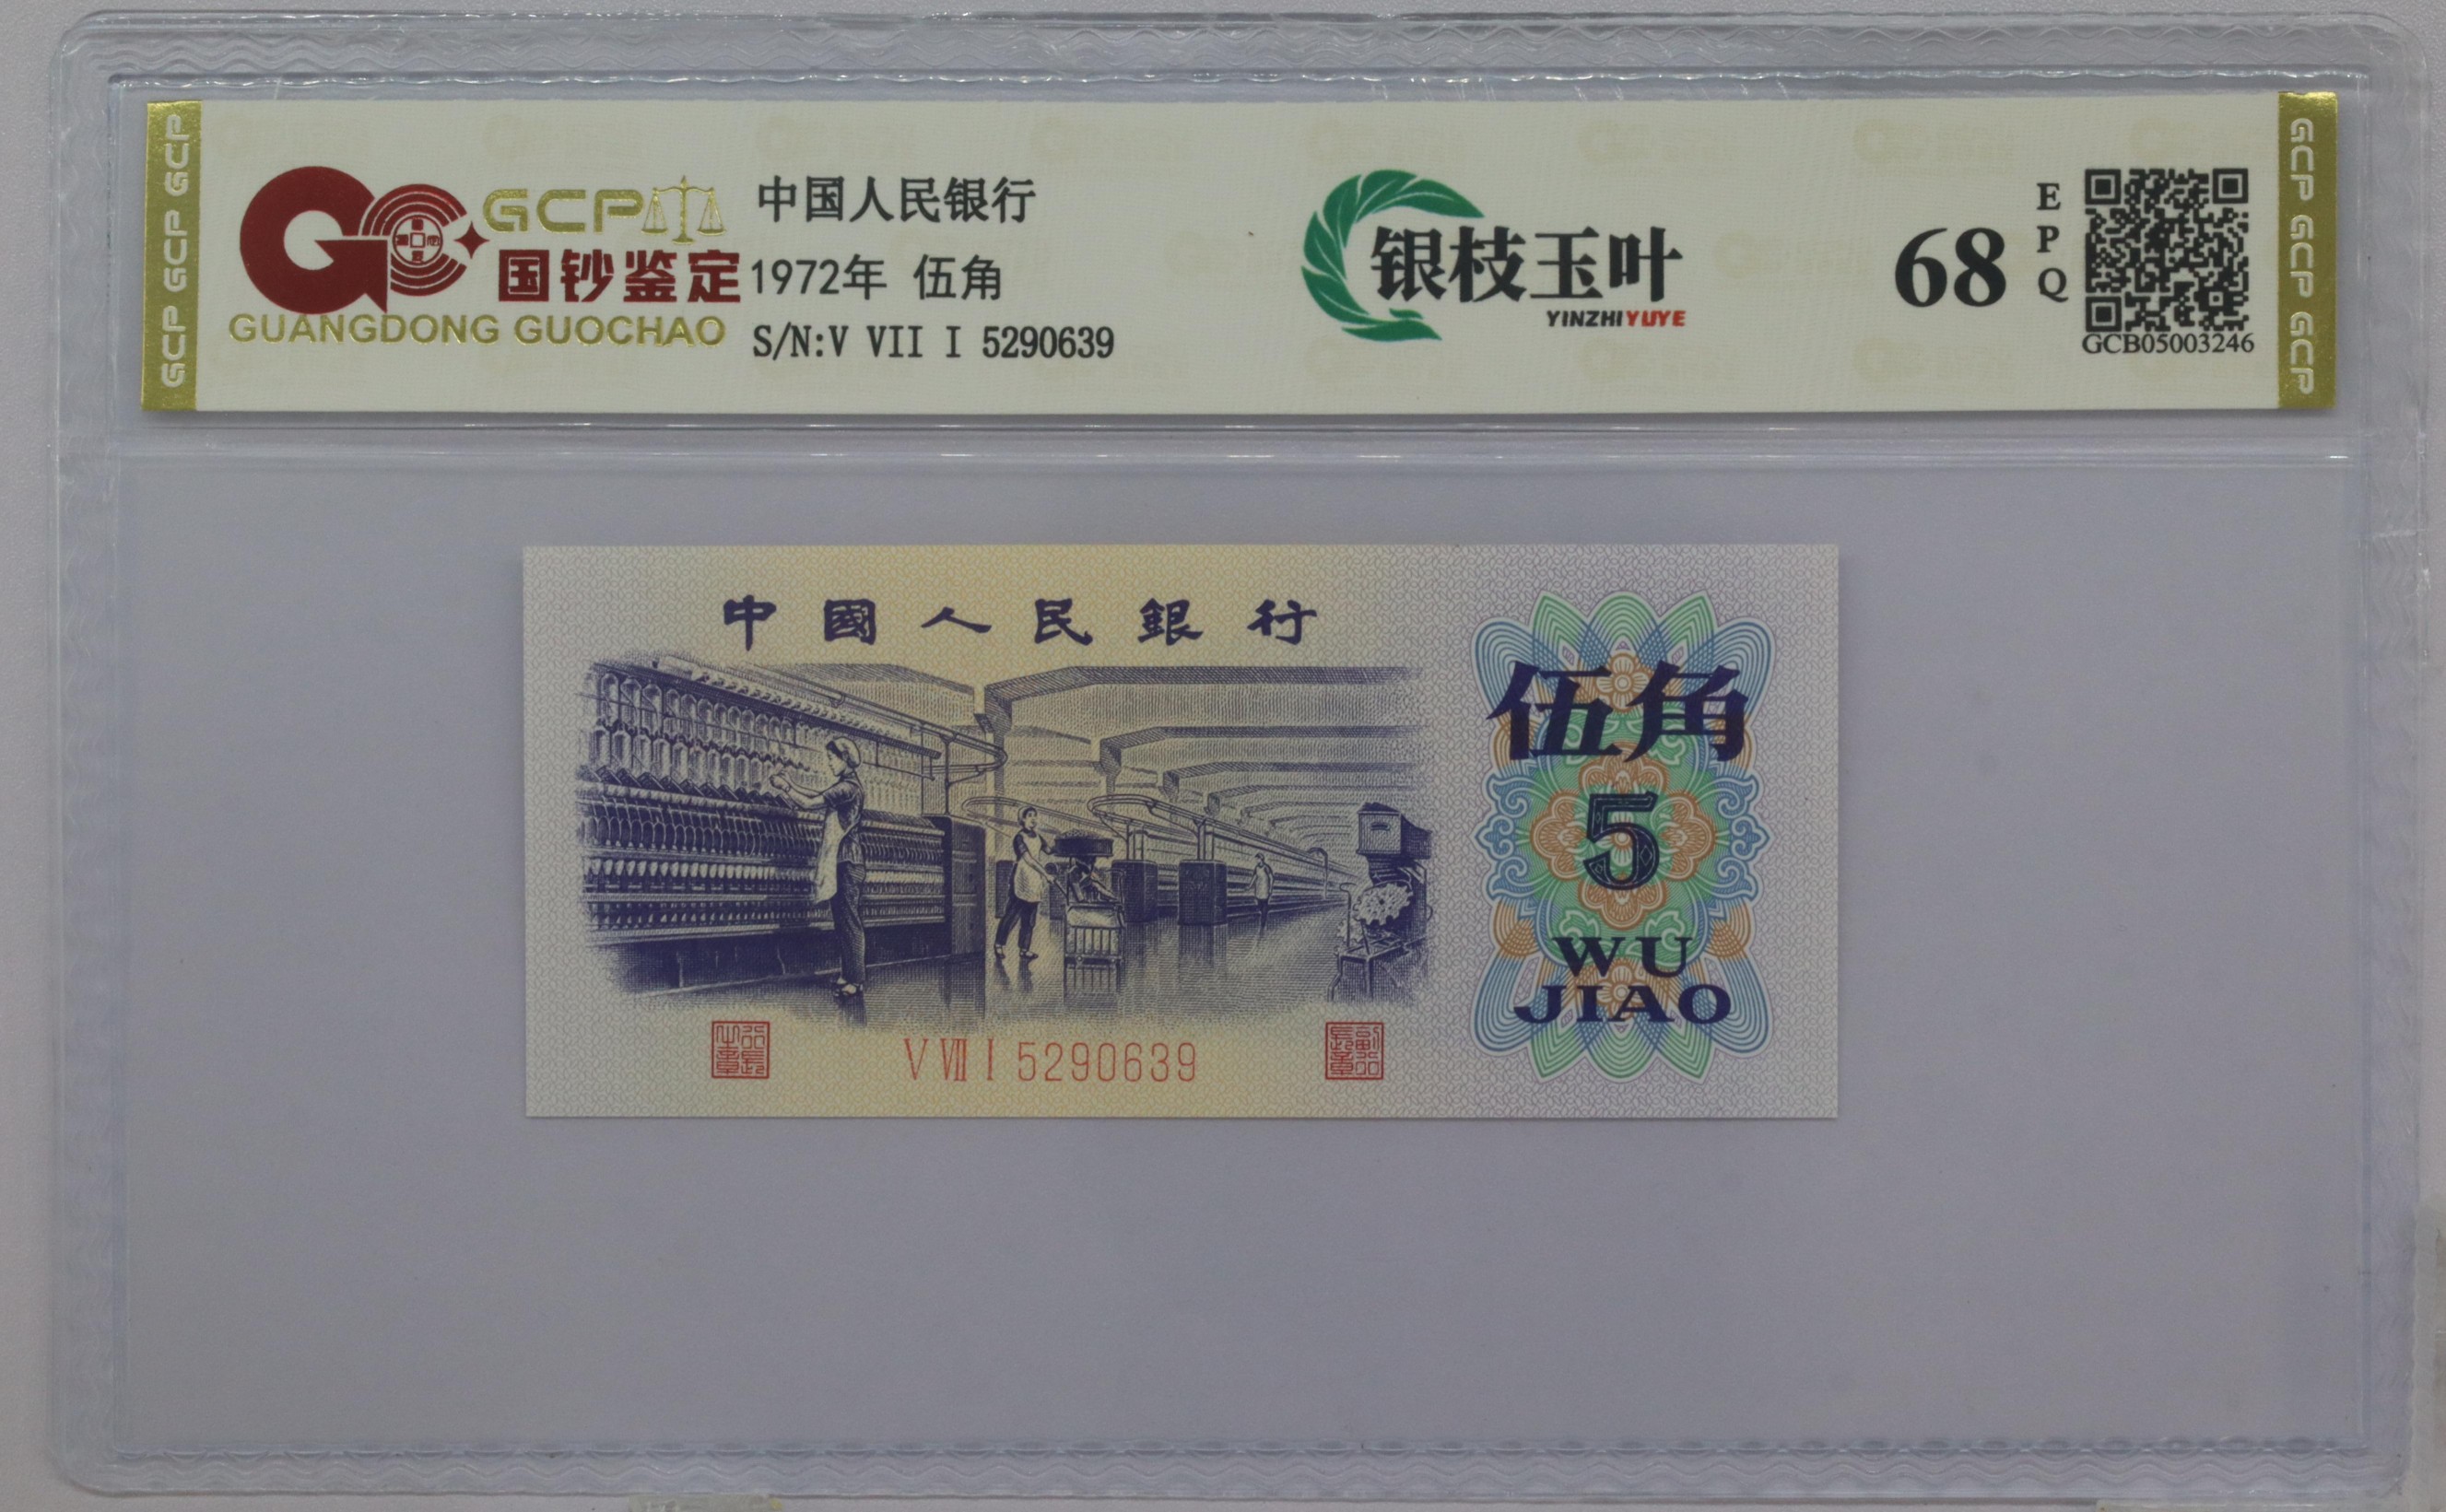 GCP GCP GCP
GCP
国钞鉴定
GUANGDONG GUOCHAO
中国人民银行
1972年 伍角
S/N:V VII I 5290639
银枝玉叶
YINZHIYUYE
68
EPQ
GCB05003246
GCP GCP GCP
中國人民銀行
伍角
5
WU
JIAO
V VII I 5290639